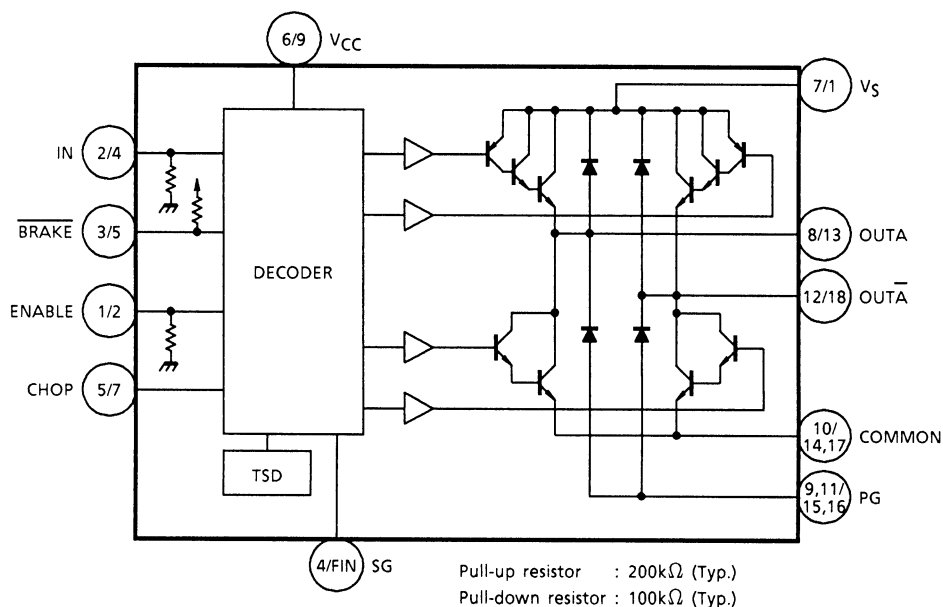 6/9 VCC
7/1 VS
IN 2/4
BRAKE 3/5
DECODER
8/13 OUTA
ENABLE 1/2
12/18 OUTA̅
CHOP 5/7
10/
14,17 COMMON
TSD
9,11/
15,16 PG
4/FIN SG
Pull-up resistor : 200kΩ (Typ.)
Pull-down resistor : 100kΩ (Typ.)